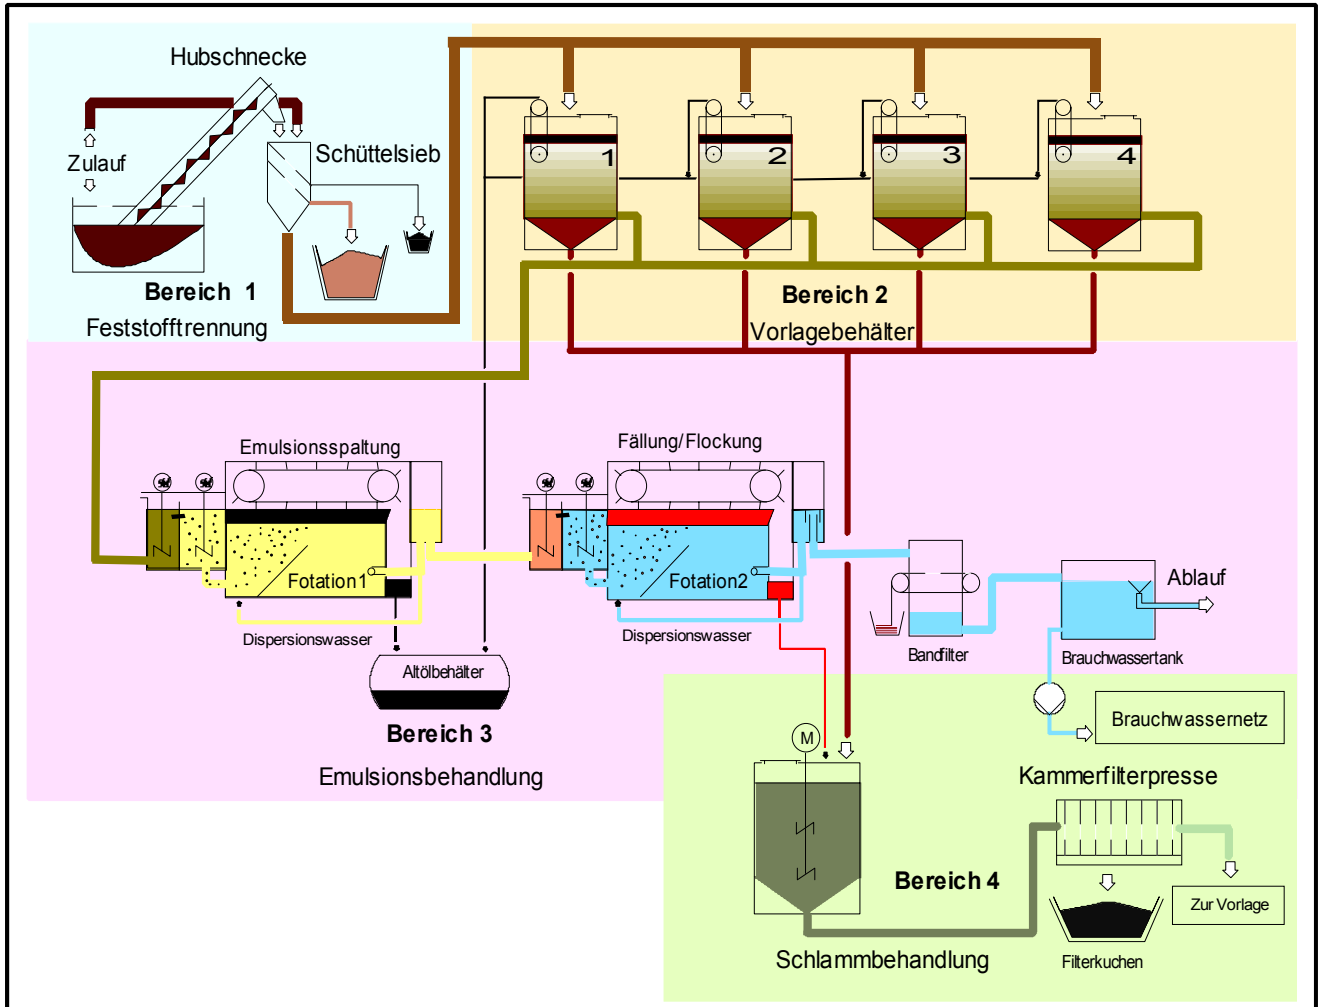 Hubschnecke
Zulauf
Schüttelsieb
Bereich 1
Feststofftrennung
1
2
3
4
Bereich 2
Vorlagebehälter
Emulsionsspaltung
Fotation1
Dispersionswasser
Altölbehälter
Bereich 3
Emulsionsbehandlung
Fällung/Flockung
Fotation2
Dispersionswasser
Bandfilter
Ablauf
Brauchwassertank
Brauchwassernetz
M
Kammerfilterpresse
Bereich 4
Zur Vorlage
Schlammbehandlung
Filterkuchen